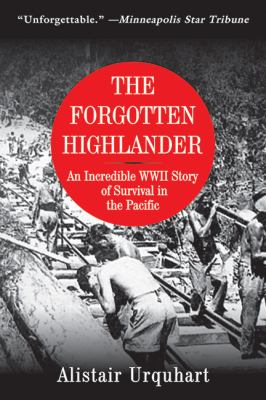 “Unforgettable.” —Minneapolis Star Tribune
THE
FORGOTTEN
HIGHLANDER
An Incredible WWII Story
of Survival in
the Pacific
Alistair Urquhart